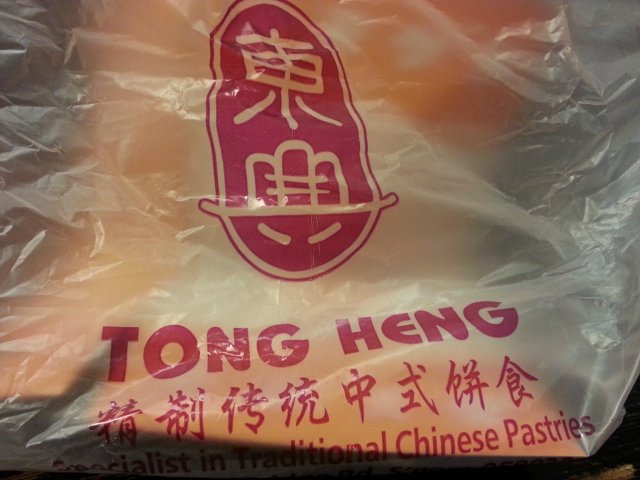 東
興
TONG HENG
精制传统中式饼食
Specialist in Traditional Chinese Pastries